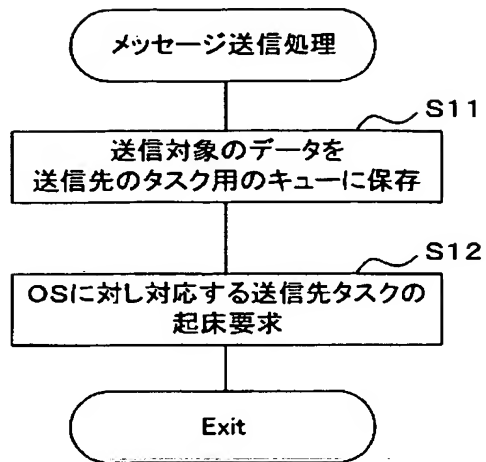 メッセージ送信処理
S11
送信対象のデータを
送信先のタスク用のキューに保存
S12
OSに対し対応する送信先タスクの
起床要求
Exit